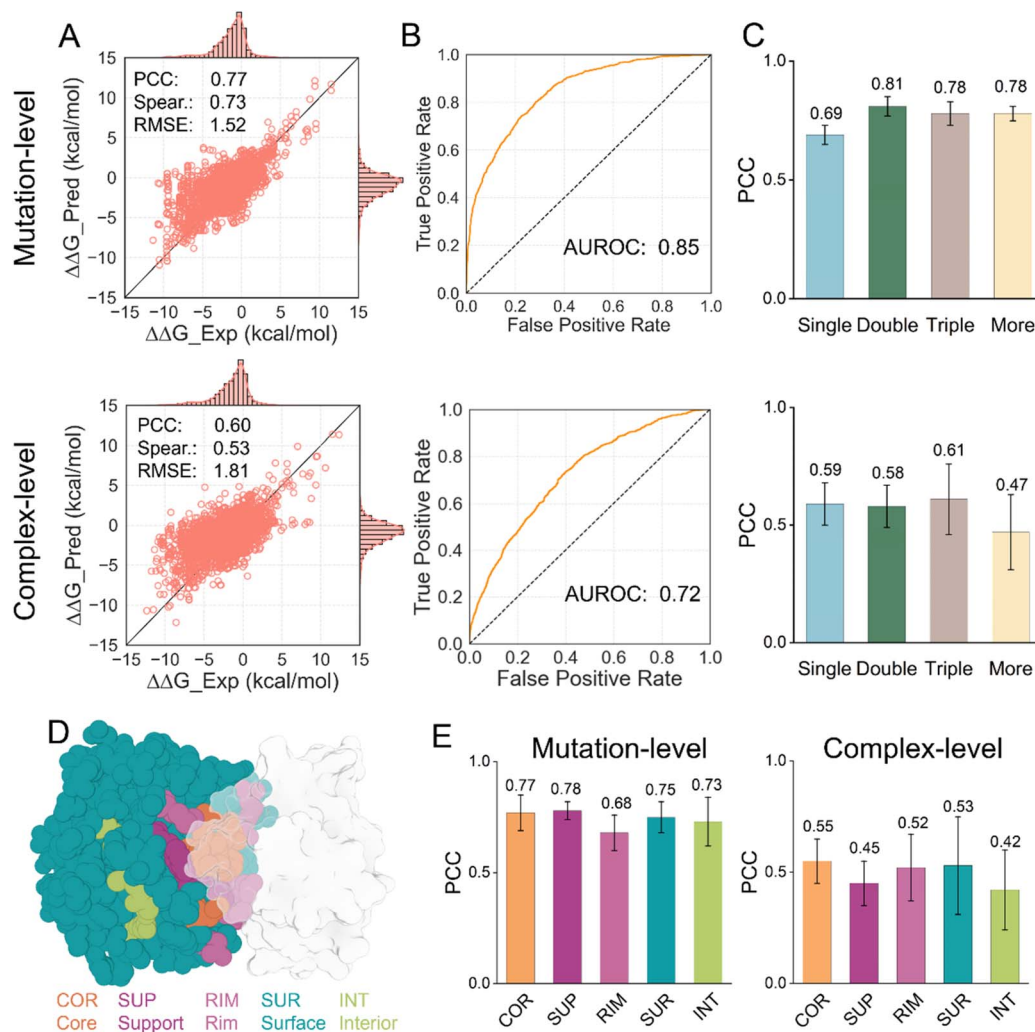 A
B
C
Mutation-level
15
10
5
0
−5
−10
−15
ΔΔG_Pred (kcal/mol)
PCC: 0.77
Spear.: 0.73
RMSE: 1.52
−15 −10 −5 0 5 10 15
ΔΔG_Exp (kcal/mol)
1.0
0.8
0.6
0.4
0.2
0.0
True Positive Rate
AUROC: 0.85
0.0 0.2 0.4 0.6 0.8 1.0
False Positive Rate
1.0
0.5
0.0
PCC
0.69 0.81 0.78 0.78
Single Double Triple More
Complex-level
15
10
5
0
−5
−10
−15
ΔΔG_Pred (kcal/mol)
PCC: 0.60
Spear.: 0.53
RMSE: 1.81
−15 −10 −5 0 5 10 15
ΔΔG_Exp (kcal/mol)
1.0
0.8
0.6
0.4
0.2
0.0
True Positive Rate
AUROC: 0.72
0.0 0.2 0.4 0.6 0.8 1.0
False Positive Rate
1.0
0.5
0.0
PCC
0.59 0.58 0.61 0.47
Single Double Triple More
D
COR SUP RIM SUR INT
Core Support Rim Surface Interior
E
Mutation-level
1.0
0.5
0.0
PCC
0.77 0.78 0.68 0.75 0.73
COR SUP RIM SUR INT
Complex-level
1.0
0.5
0.0
PCC
0.55 0.45 0.52 0.53 0.42
COR SUP RIM SUR INT